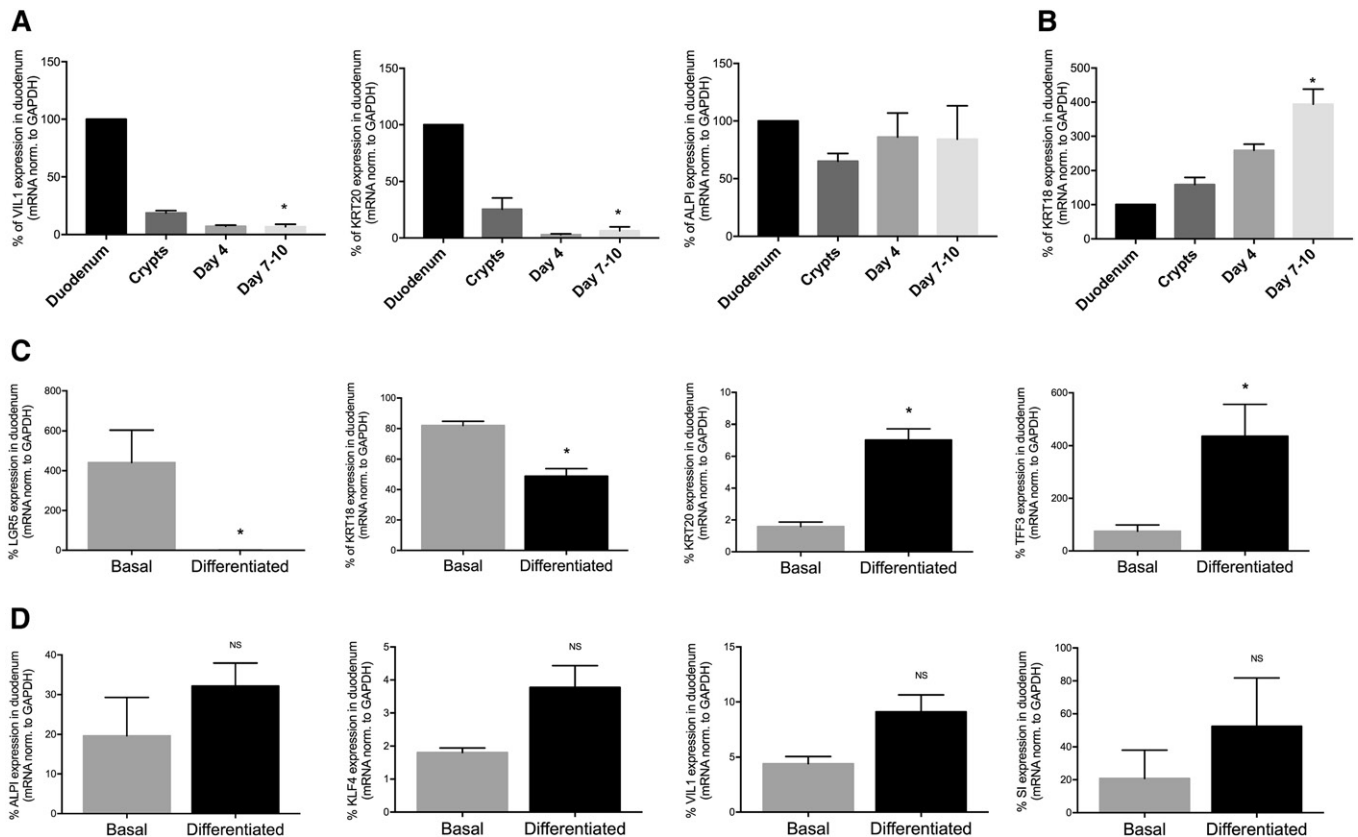 A
B
% of VIL1 expression in duodenum
(mRNA norm. to GAPDH)
150
100
50
0
Duodenum
Crypts
Day 4
Day 7-10
*
% of KRT20 expression in duodenum
(mRNA norm. to GAPDH)
150
100
50
0
Duodenum
Crypts
Day 4
Day 7-10
*
% of ALPI expression in duodenum
(mRNA norm. to GAPDH)
150
100
50
0
Duodenum
Crypts
Day 4
Day 7-10
% of KRT18 expression in duodenum
(mRNA norm. to GAPDH)
500
400
300
200
100
0
Duodenum
Crypts
Day 4
Day 7-10
*
C
% LGR5 expression in duodenum
(mRNA norm. to GAPDH)
800
600
400
200
0
*
Basal Differentiated
% of KRT18 expression in duodenum
(mRNA norm. to GAPDH)
100
80
60
40
20
0
*
Basal Differentiated
% KRT20 expression in duodenum
(mRNA norm. to GAPDH)
10
8
6
4
2
0
*
Basal Differentiated
% TFF3 expression in duodenum
(mRNA norm. to GAPDH)
600
400
200
0
*
Basal Differentiated
D
% ALPI expression in duodenum
(mRNA norm. to GAPDH)
40
30
20
10
0
NS
Basal Differentiated
% KLF4 expression in duodenum
(mRNA norm. to GAPDH)
5
4
3
2
1
0
NS
Basal Differentiated
% VIL1 expression in duodenum
(mRNA norm. to GAPDH)
15
10
5
0
NS
Basal Differentiated
% SI expression in duodenum
(mRNA norm. to GAPDH)
100
80
60
40
20
0
NS
Basal Differentiated